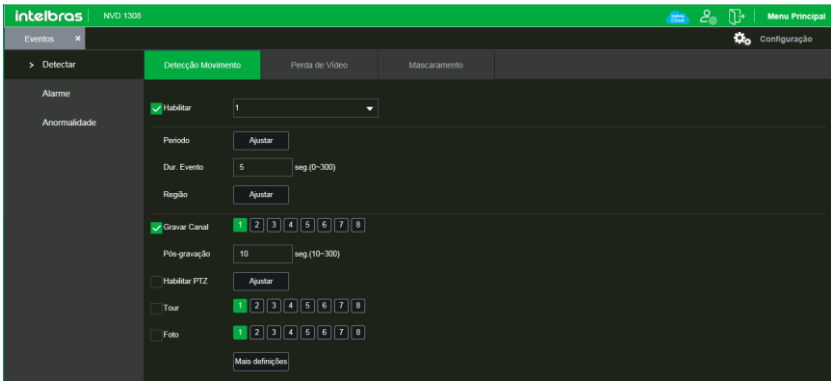 intelbras NVD 1308 Menu Principal
Eventos × Configuração
> Detectar Detecção Movimento Perda de Vídeo Mascaramento
Alarme
Habilitar 1
Anormalidade
Periodo Ajustar
Dur. Evento 5 seg.(0~300)
Região Ajustar
Gravar Canal 1 2 3 4 5 6 7 8
Pós-gravação 10 seg.(10~300)
Habilitar PTZ Ajustar
Tour 1 2 3 4 5 6 7 8
Foto 1 2 3 4 5 6 7 8
Mais definições